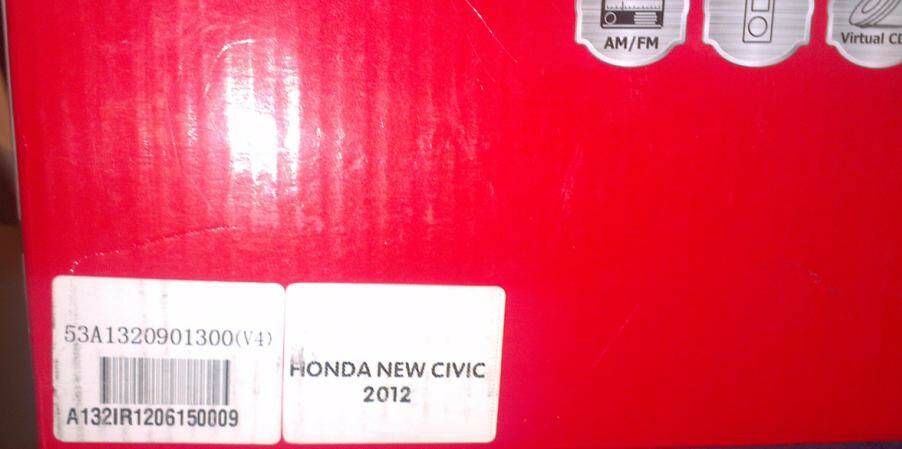 AM/FM
Virtual CD
53A1320901300(V4)
A132IR1206150009
HONDA NEW CIVIC
2012